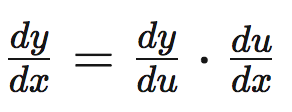 dy/dx = dy/du · du/dx